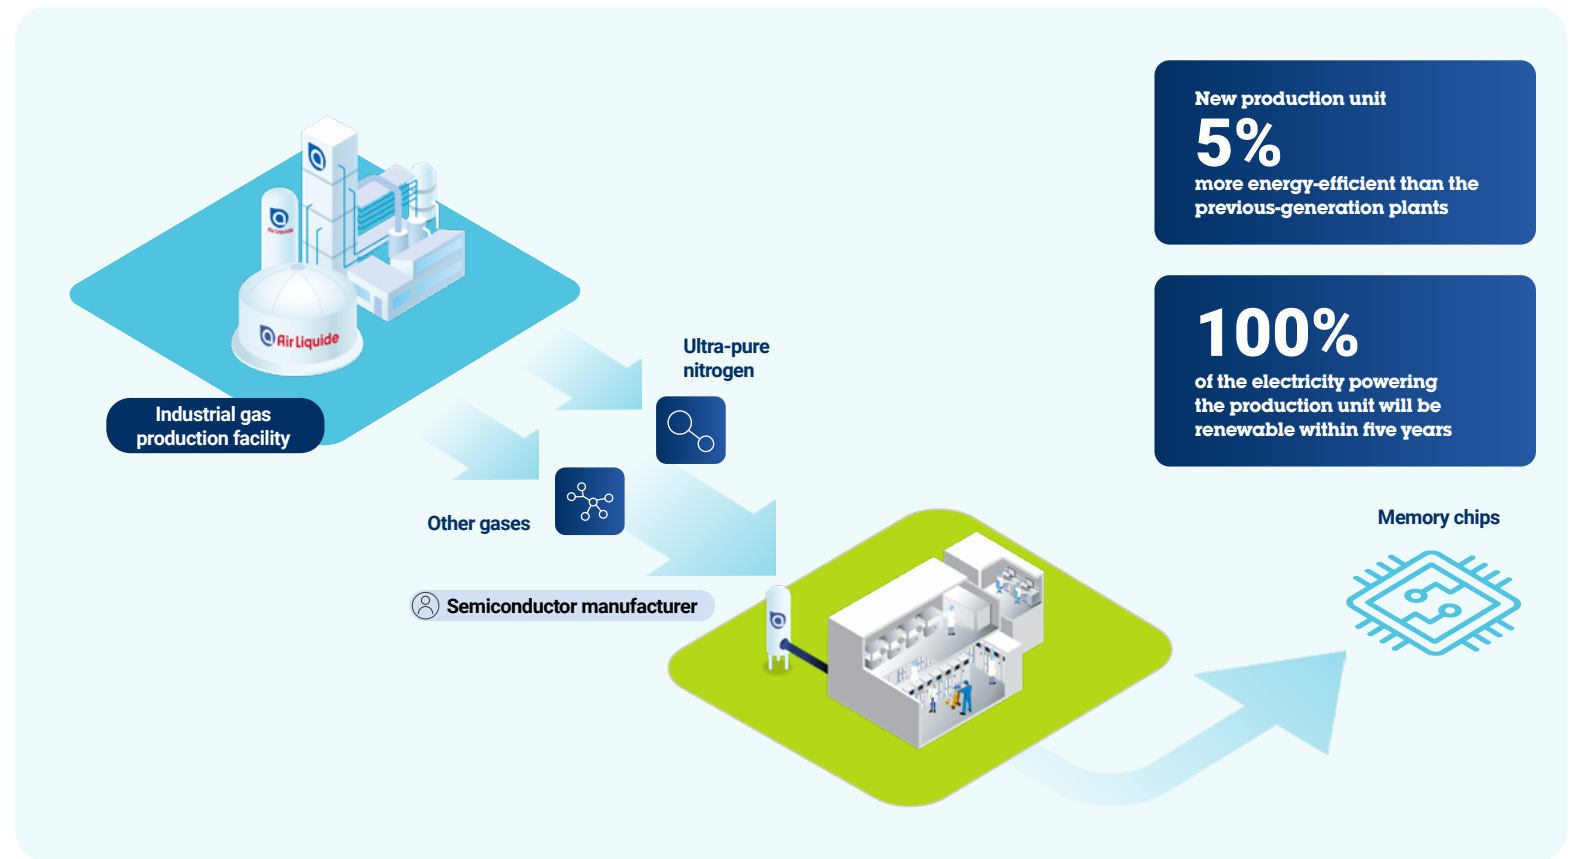 New production unit
5%
more energy-efficient than the
previous-generation plants
Air Liquide
Air Liquide
Industrial gas
production facility
Ultra-pure
nitrogen
100%
of the electricity powering
the production unit will be
renewable within five years
Other gases
Semiconductor manufacturer
Memory chips